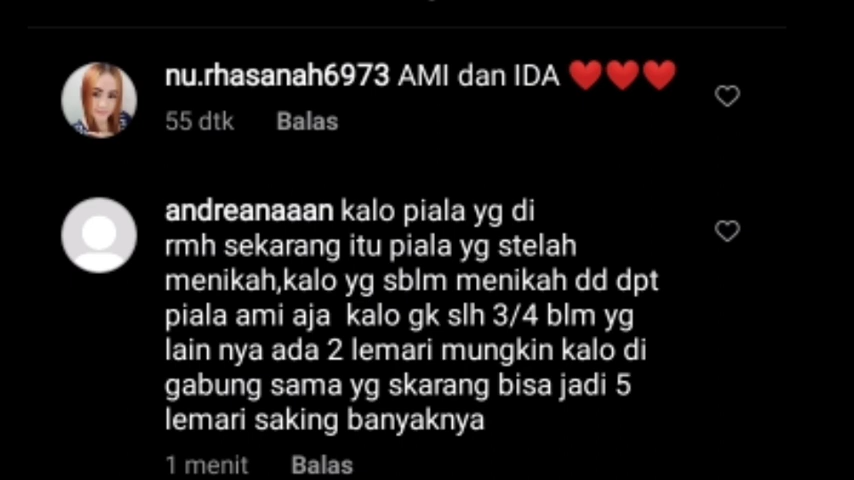 nu.rhasanah6973 AMI dan IDA ❤️❤️❤️
55 dtk Balas
andreanaaan kalo piala yg di
rmh sekarang itu piala yg stelah
menikah,kalo yg sblm menikah dd dpt
piala ami aja kalo gk slh 3/4 blm yg
lain nya ada 2 lemari mungkin kalo di
gabung sama yg skarang bisa jadi 5
lemari saking banyaknya
1 menit Balas